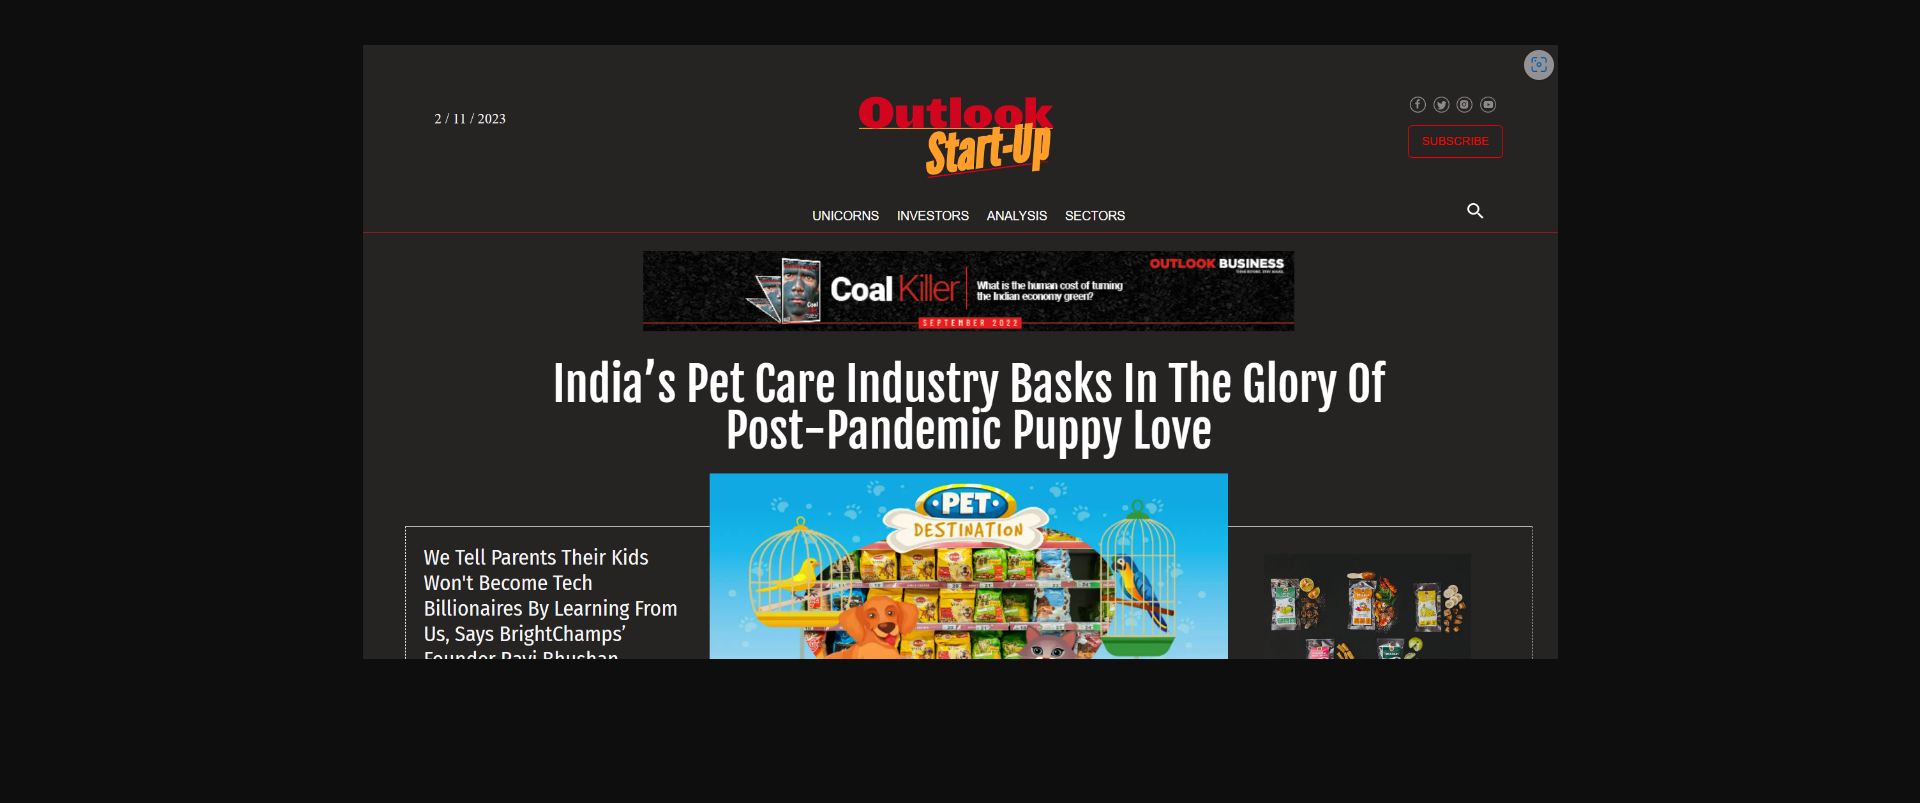 2 / 11 / 2023
Outlook
Start-Up
SUBSCRIBE
UNICORNS INVESTORS ANALYSIS SECTORS
Coal Killer
What is the human cost of turning
the Indian economy green?
OUTLOOK BUSINESS
SEPTEMBER 2022
India’s Pet Care Industry Basks In The Glory Of
Post-Pandemic Puppy Love
We Tell Parents Their Kids
Won't Become Tech
Billionaires By Learning From
Us, Says BrightChamps’
Founder Ravi Bhushan
PET
DESTINATION